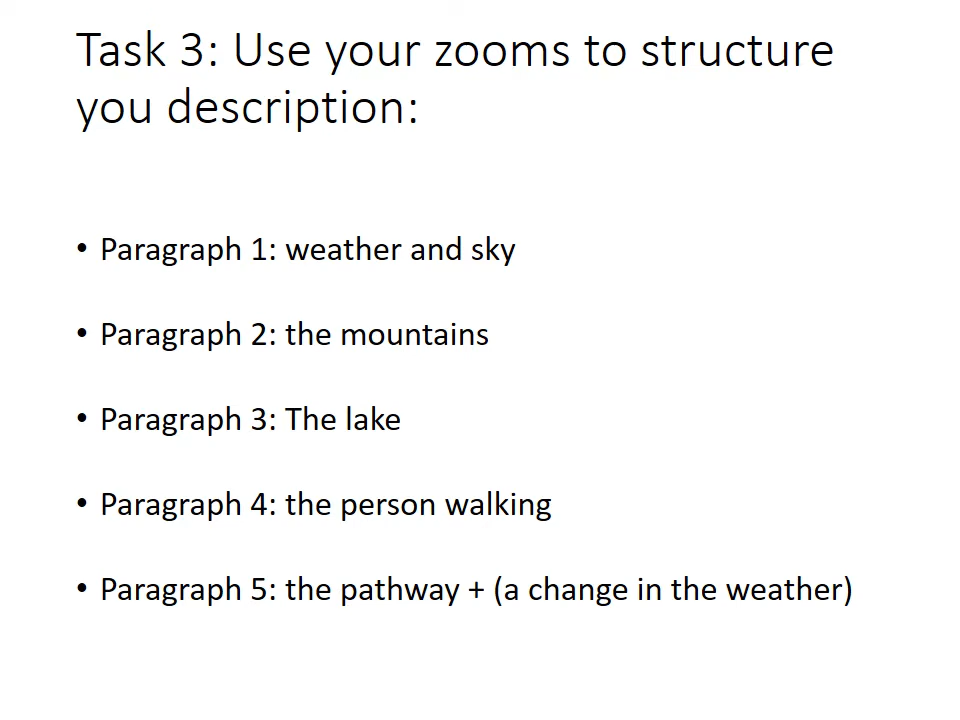 Task 3: Use your zooms to structure
you description:
• Paragraph 1: weather and sky
• Paragraph 2: the mountains
• Paragraph 3: The lake
• Paragraph 4: the person walking
• Paragraph 5: the pathway + (a change in the weather)